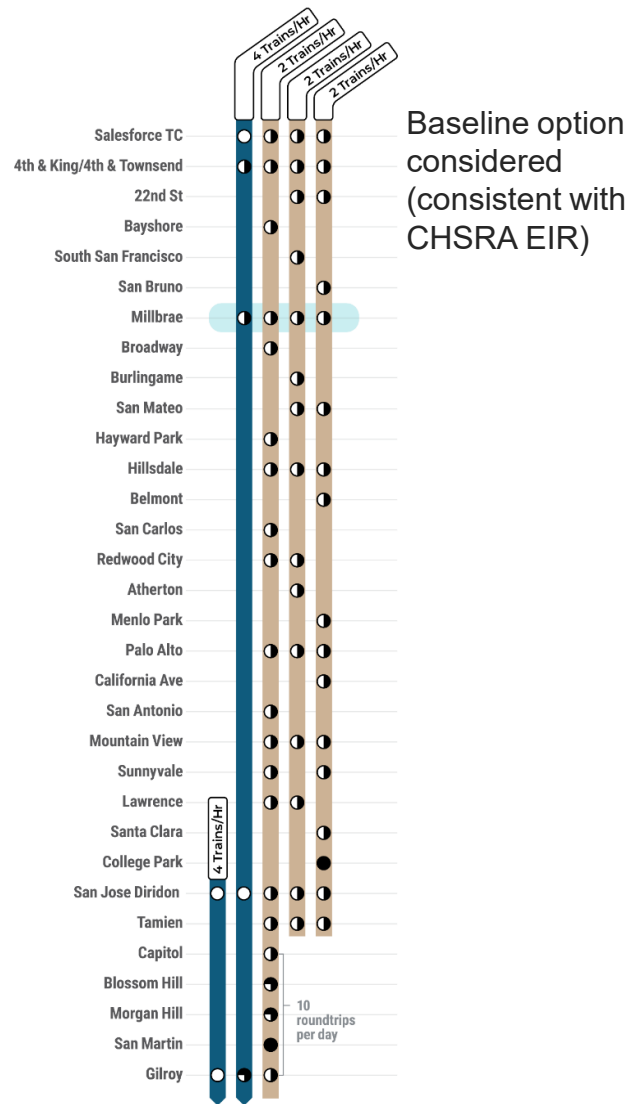 4 Trains/Hr
2 Trains/Hr
2 Trains/Hr
2 Trains/Hr
Baseline option
considered
(consistent with
CHSRA EIR)
Salesforce TC
4th & King/4th & Townsend
22nd St
Bayshore
South San Francisco
San Bruno
Millbrae
Broadway
Burlingame
San Mateo
Hayward Park
Hillsdale
Belmont
San Carlos
Redwood City
Atherton
Menlo Park
Palo Alto
California Ave
San Antonio
Mountain View
Sunnyvale
Lawrence
Santa Clara
College Park
4 Trains/Hr
San Jose Diridon
Tamien
Capitol
Blossom Hill
Morgan Hill
San Martin
Gilroy
10
roundtrips
per day